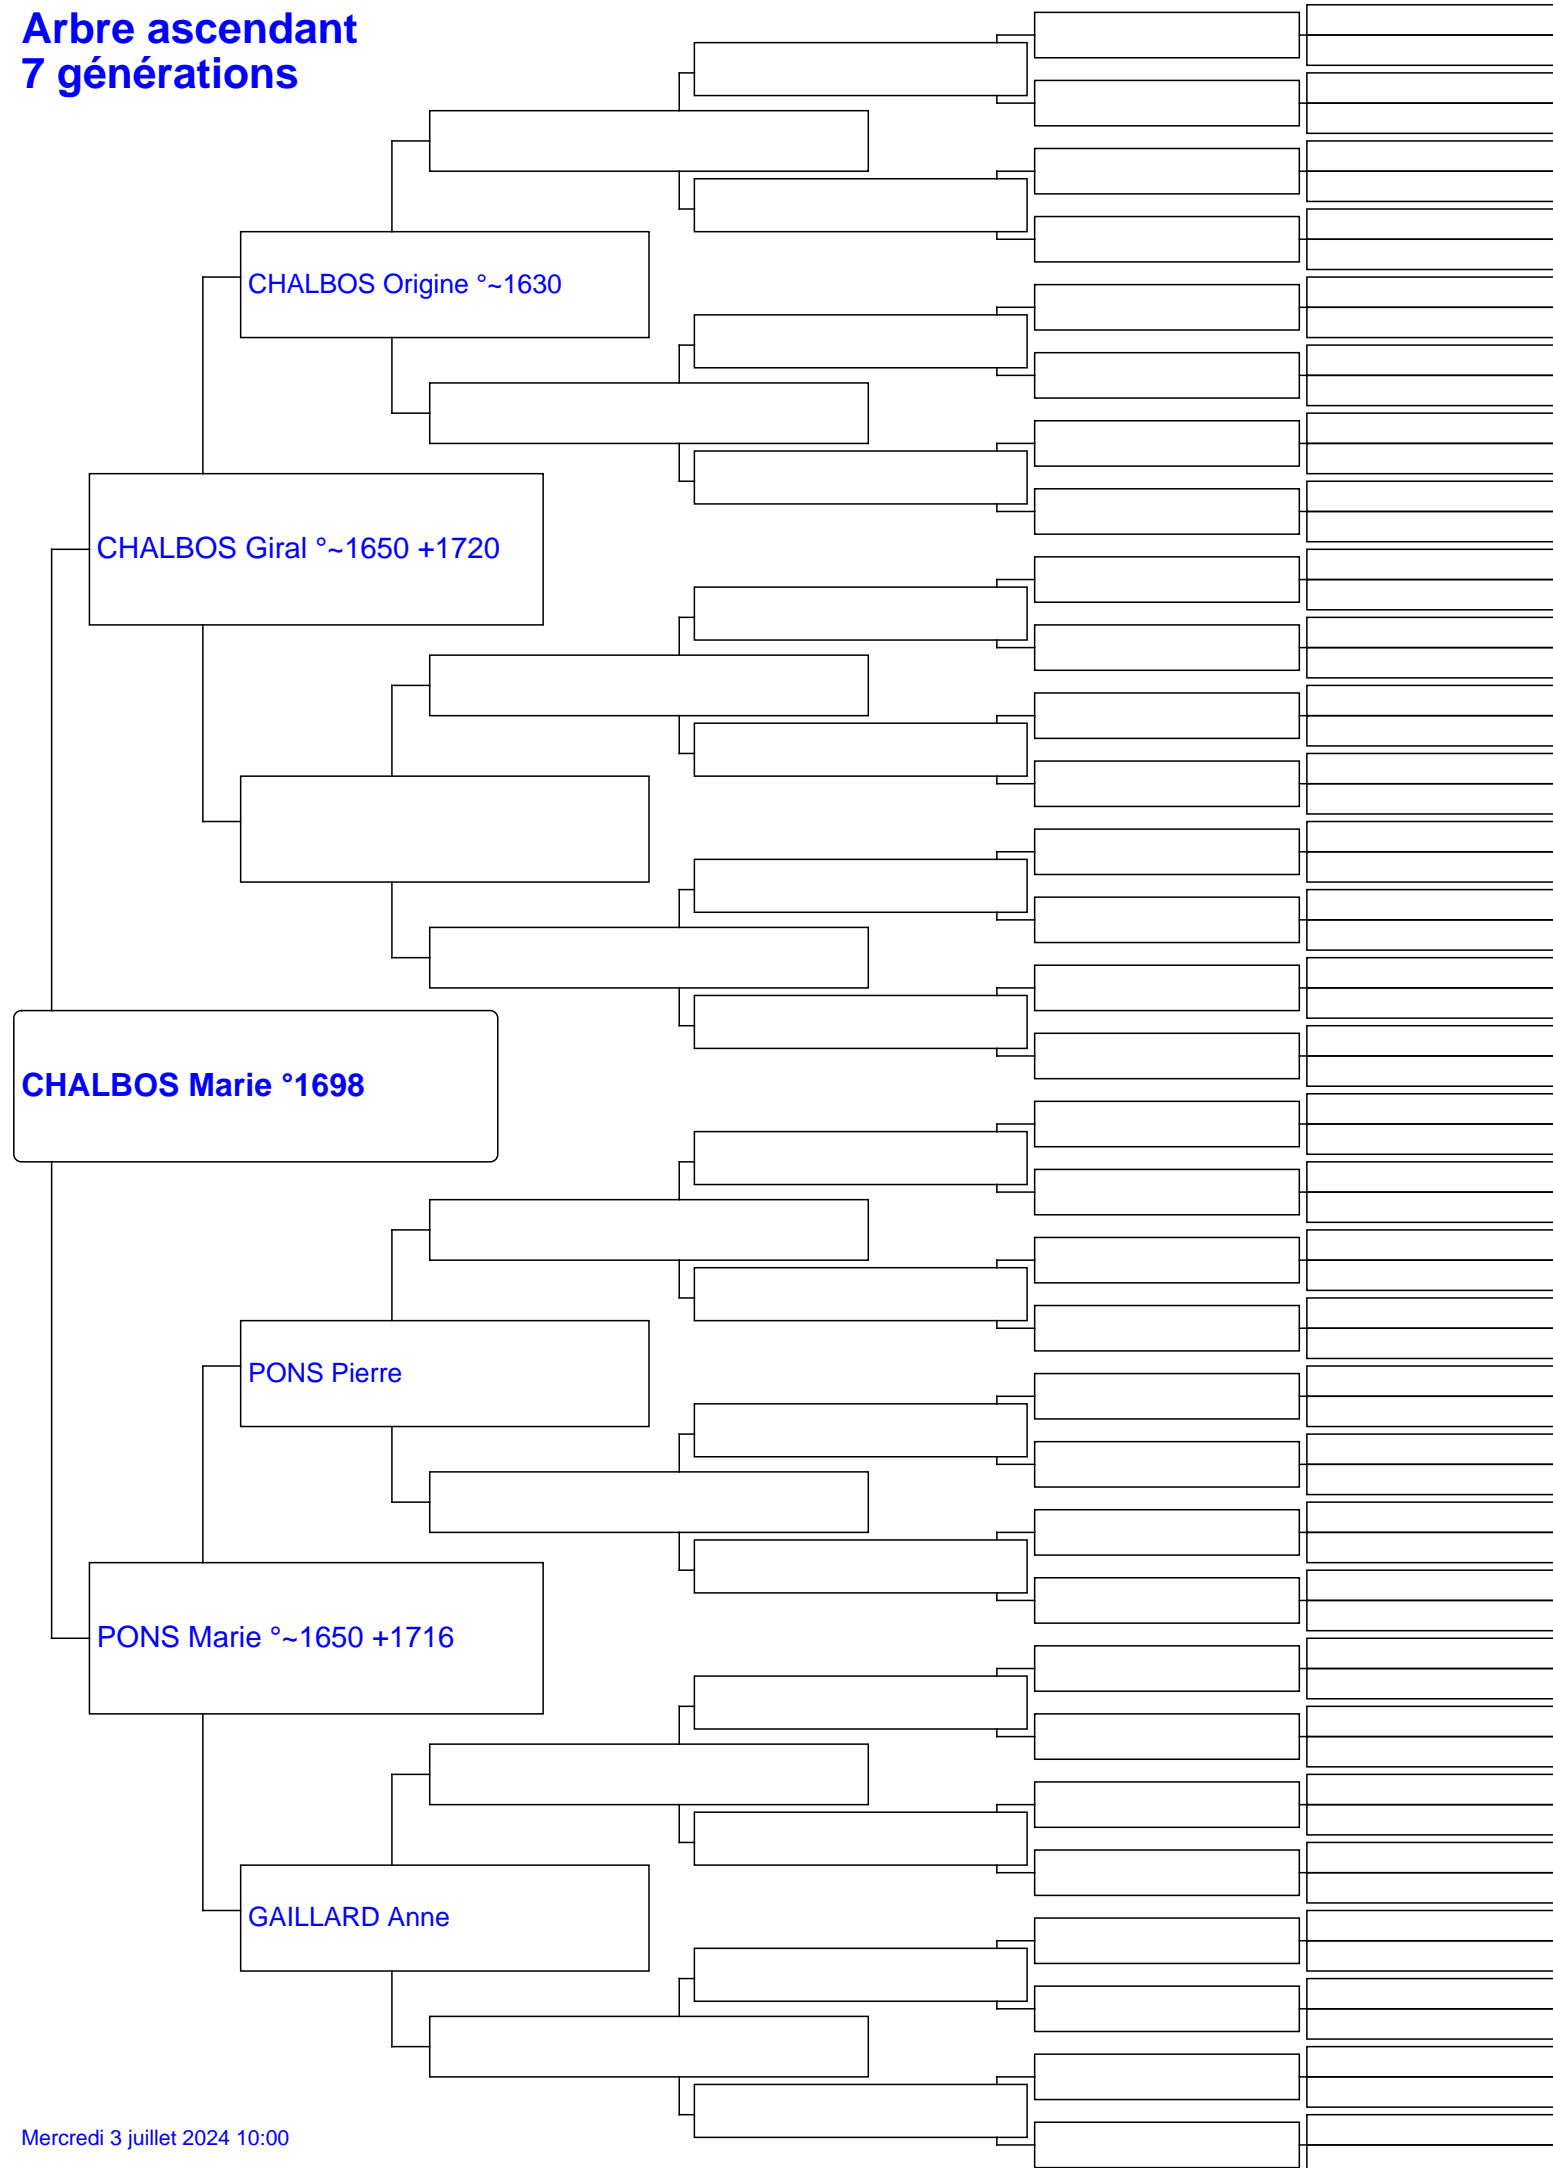 Arbre ascendant
7 générations
CHALBOS Origine °~1630
CHALBOS Giral °~1650 +1720
CHALBOS Marie °1698
PONS Pierre
PONS Marie °~1650 +1716
GAILLARD Anne
Mercredi 3 juillet 2024 10:00